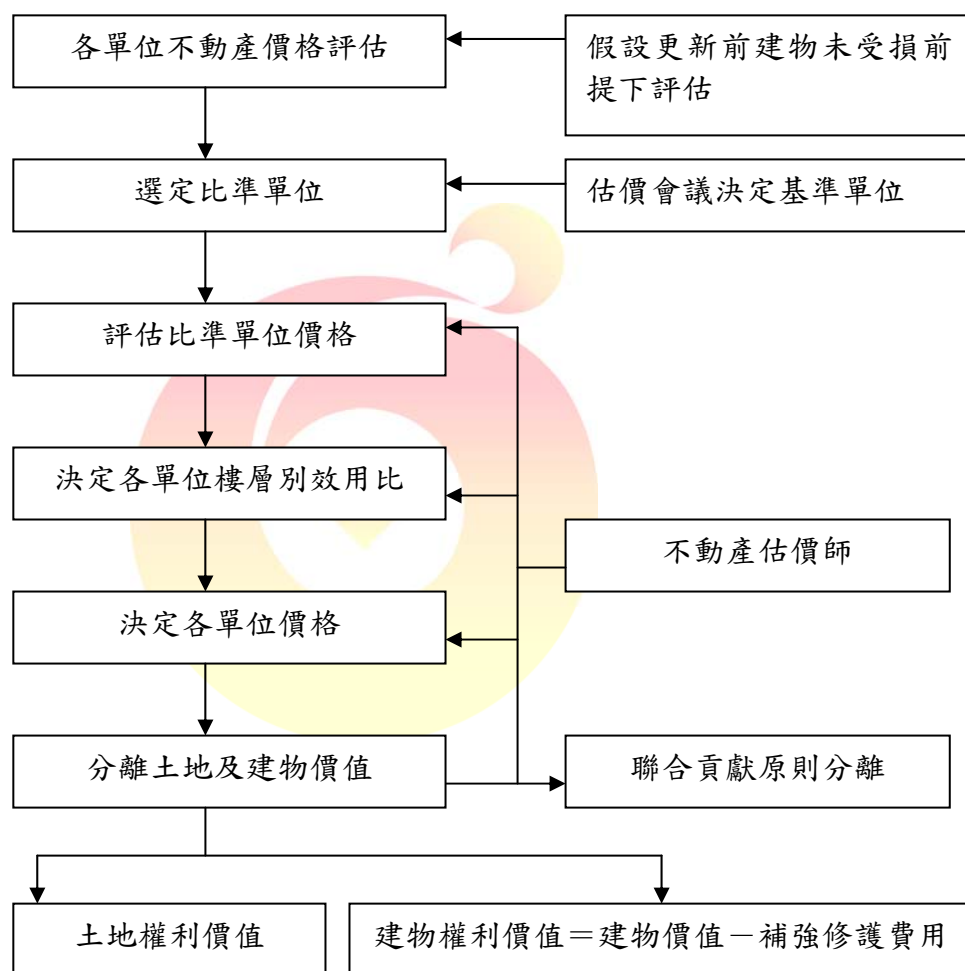 各單位不動產價格評估
假設更新前建物未受損前
提下評估
選定比準單位
估價會議決定基準單位
評估比準單位價格
決定各單位樓層別效用比
不動產估價師
決定各單位價格
分離土地及建物價值
聯合貢獻原則分離
土地權利價值
建物權利價值＝建物價值－補強修護費用